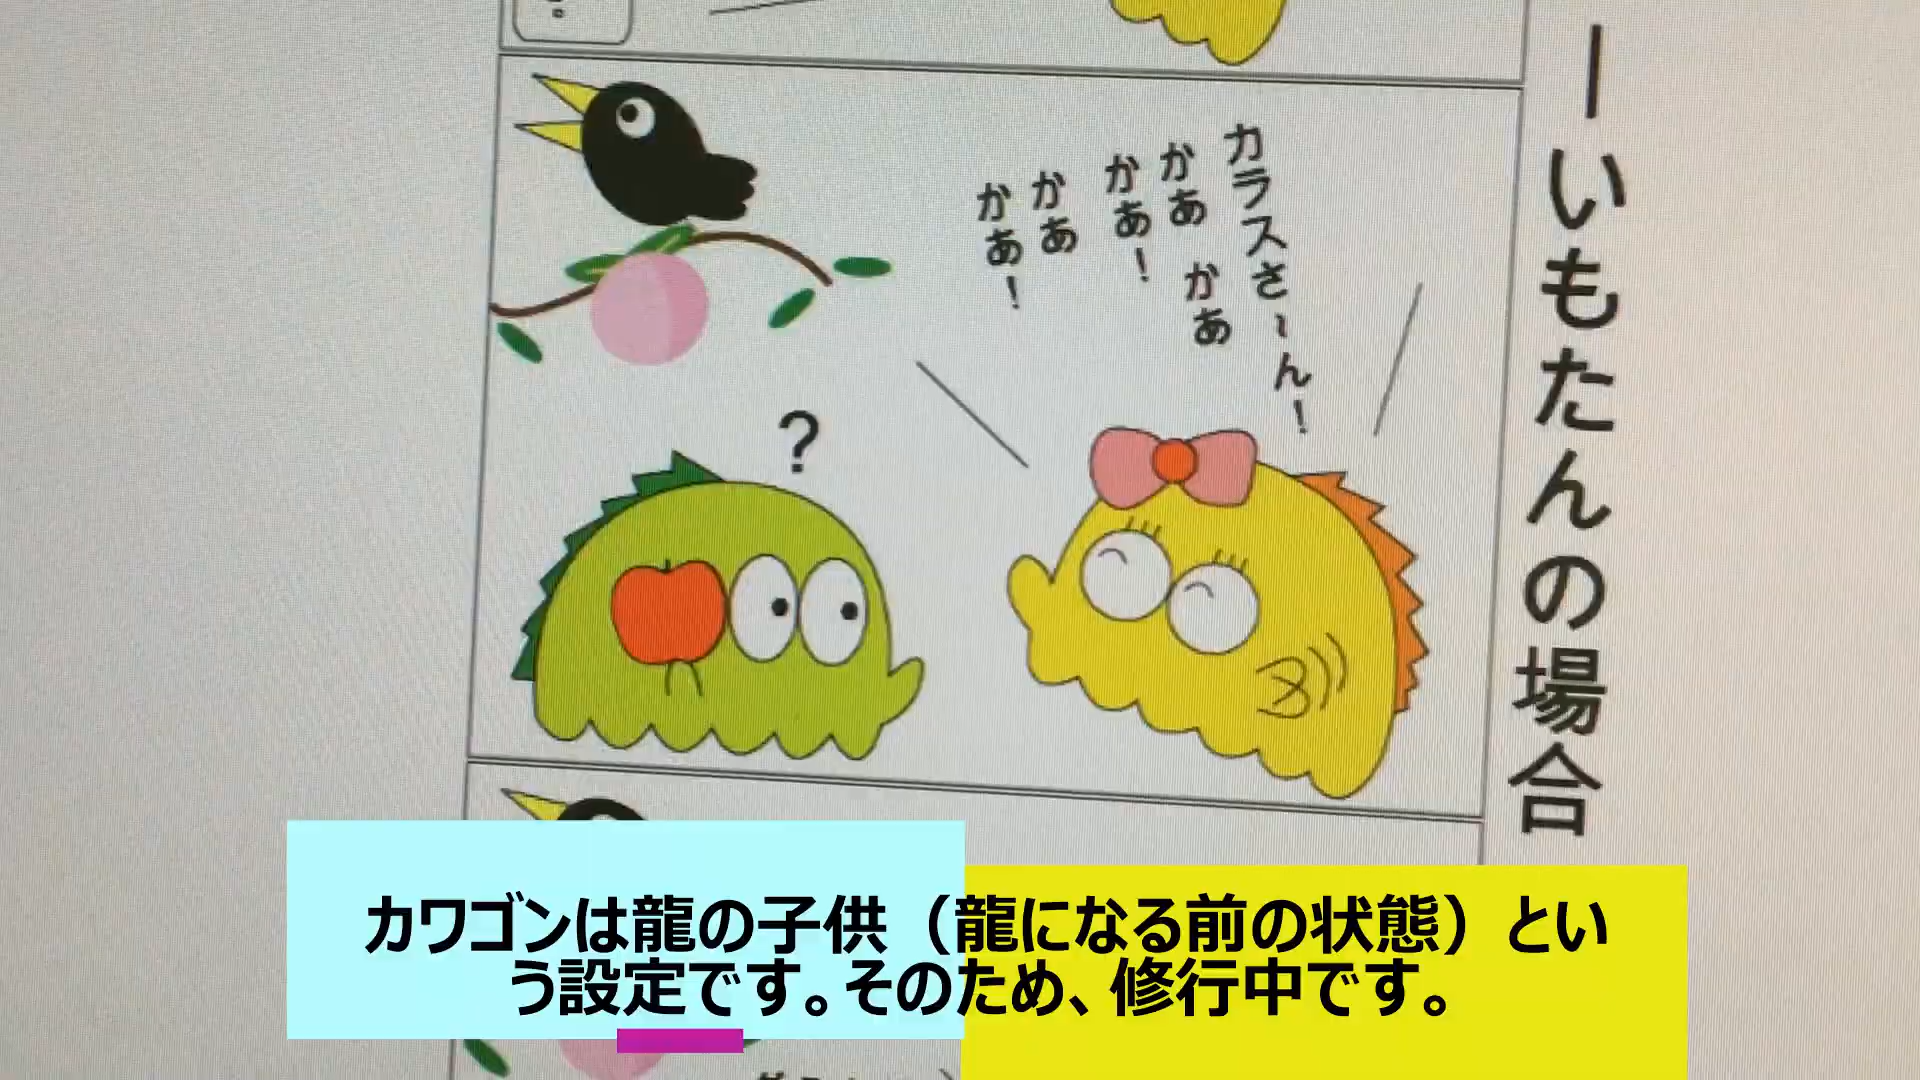 ーいもたんの場合
?
カラスさ~ん!
かあ かあ
かあ!
かあ
かあ!
?
カワゴンは龍の子供（龍になる前の状態）とい
う設定です。そのため、修行中です。